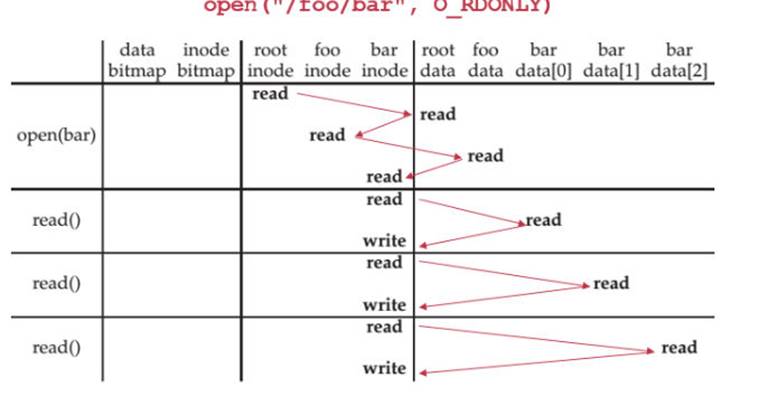 open("/foo/bar", O_RDONLY)
data inode root foo bar root foo bar bar bar
bitmap bitmap inode inode inode data data data[0] data[1] data[2]
read
read
open(bar) read
read
read
read
read() read
write
read
read() read
write
read
read() read
write